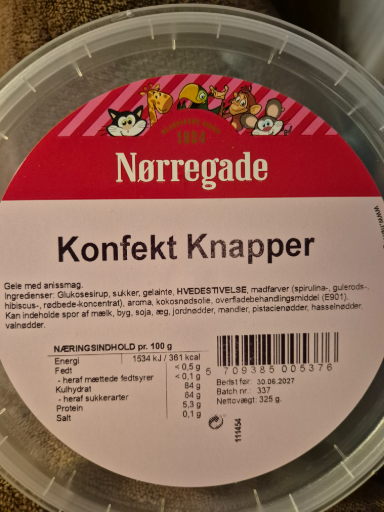 1924
Nørregade
Konfekt Knapper
Gele med anissmag.
Ingredienser: Glukosesirup, sukker, gelainte, HVEDESTIVELSE, madfarver (spirulina-, gulerods-,
hibiscus-, rødbede-koncentrat), aroma, kokosnødsolie, overfladebehandlingsmiddel (E901).
Kan indeholde spor af mælk, byg, soja, æg, jordnødder, mandler, pistacienødder, hasselnødder,
valnødder.
NÆRINGSINDHOLD pr. 100 g
Energi 1534 kJ / 361 kcal
Fedt < 0,5 g
- heraf mættede fedtsyrer < 0,1 g
Kulhydrat 84 g
- heraf sukkerarter 64 g
Protein 5,3 g
Salt 0,1 g
5 709385 005376
Bedst før: 30.06.2027
Batch nr.: 337
Nettovægt: 325 g.
111454